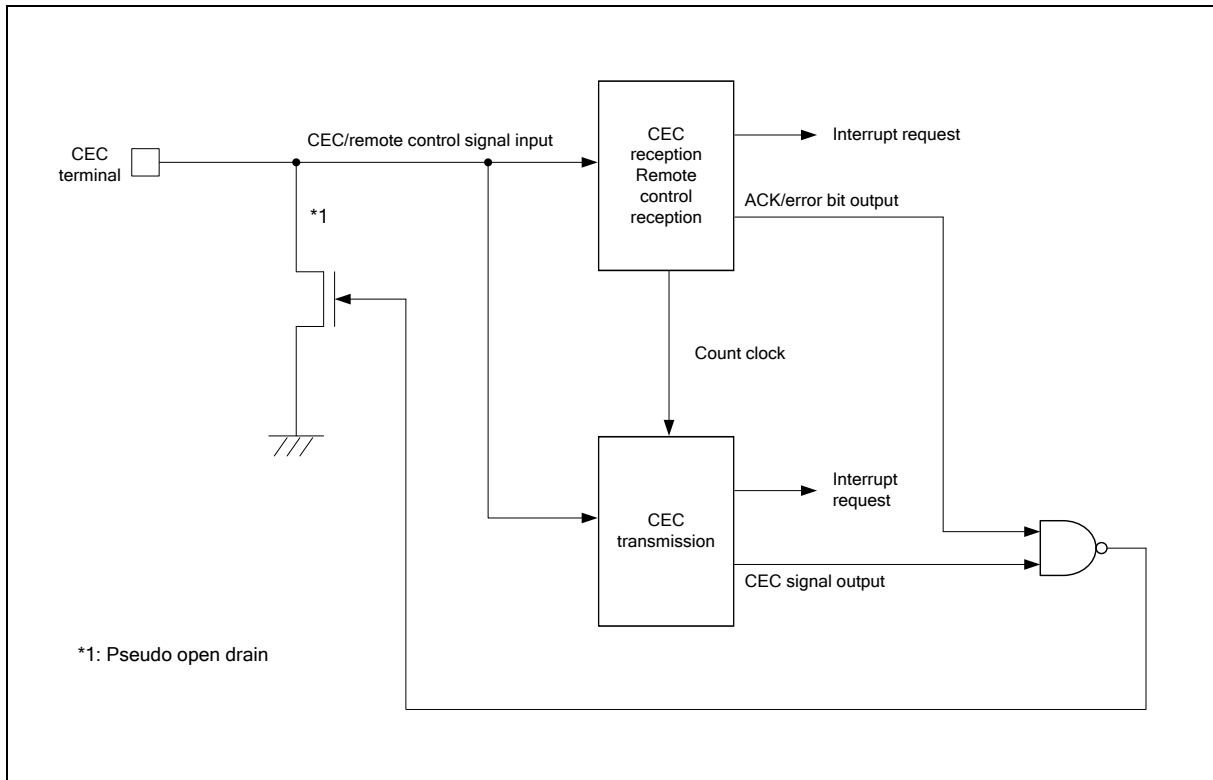 CEC
terminal
CEC/remote control signal input
*1
CEC
reception
Remote
control
reception
Interrupt request
ACK/error bit output
Count clock
CEC
transmission
Interrupt
request
CEC signal output
*1: Pseudo open drain